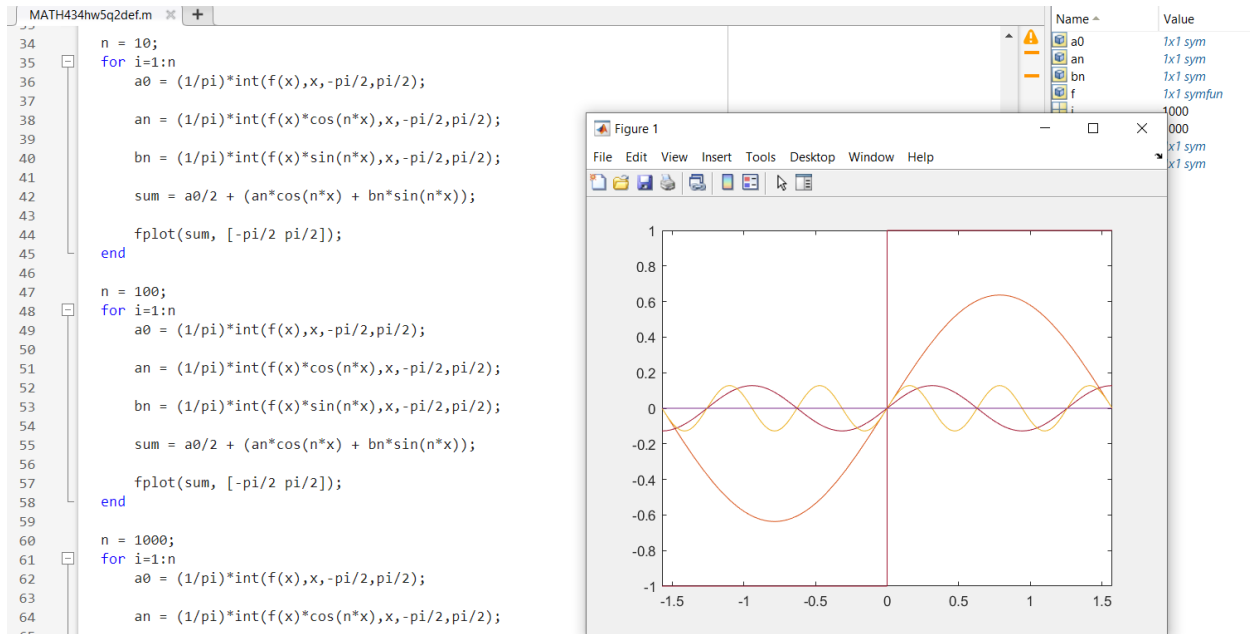 MATH434hw5q2def.m
Name Value
34 n = 10;
35 for i=1:n
36 a0 = (1/pi)*int(f(x),x,-pi/2,pi/2);
37
38 an = (1/pi)*int(f(x)*cos(n*x),x,-pi/2,pi/2);
39
40 bn = (1/pi)*int(f(x)*sin(n*x),x,-pi/2,pi/2);
41
42 sum = a0/2 + (an*cos(n*x) + bn*sin(n*x));
43
44 fplot(sum, [-pi/2 pi/2]);
45 end
46
47 n = 100;
48 for i=1:n
49 a0 = (1/pi)*int(f(x),x,-pi/2,pi/2);
50
51 an = (1/pi)*int(f(x)*cos(n*x),x,-pi/2,pi/2);
52
53 bn = (1/pi)*int(f(x)*sin(n*x),x,-pi/2,pi/2);
54
55 sum = a0/2 + (an*cos(n*x) + bn*sin(n*x));
56
57 fplot(sum, [-pi/2 pi/2]);
58 end
59
60 n = 1000;
61 for i=1:n
62 a0 = (1/pi)*int(f(x),x,-pi/2,pi/2);
63
64 an = (1/pi)*int(f(x)*cos(n*x),x,-pi/2,pi/2);
a0 1x1 sym
an 1x1 sym
bn 1x1 sym
f 1x1 symfun
1000
000
x1 sym
x1 sym
Figure 1
File Edit View Insert Tools Desktop Window Help
1
0.8
0.6
0.4
0.2
0
-0.2
-0.4
-0.6
-0.8
-1
-1.5 -1 -0.5 0 0.5 1 1.5